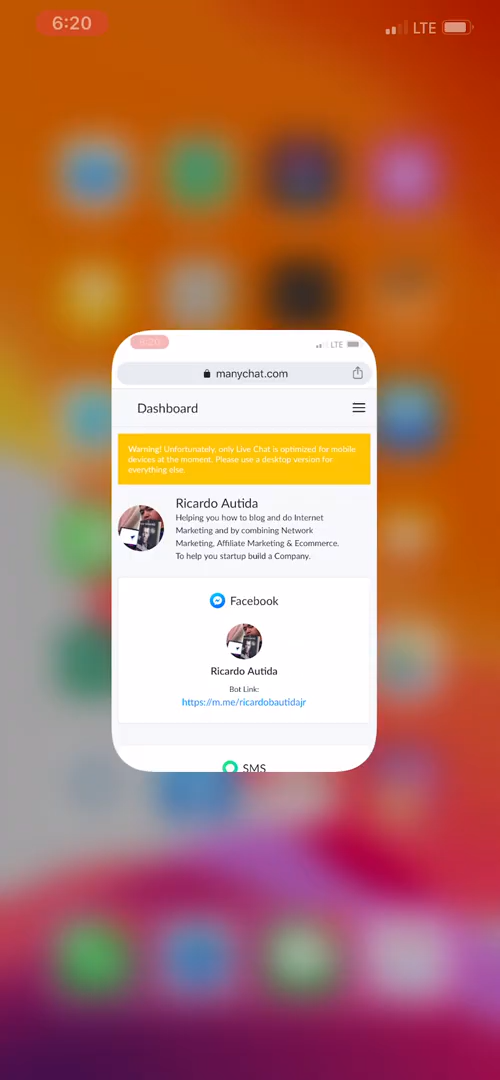 6:20
LTE
6:20
LTE
manychat.com
Dashboard
Warning! Unfortunately, only Live Chat is optimized for mobile
devices at the moment. Please use a desktop version for
everything else.
Ricardo Autida
Helping you how to blog and do Internet
Marketing and by combining Network
Marketing, Affiliate Marketing & Ecommerce.
To help you startup build a Company.
Facebook
Ricardo Autida
Bot Link:
https://m.me/ricardobautidajr
SMS